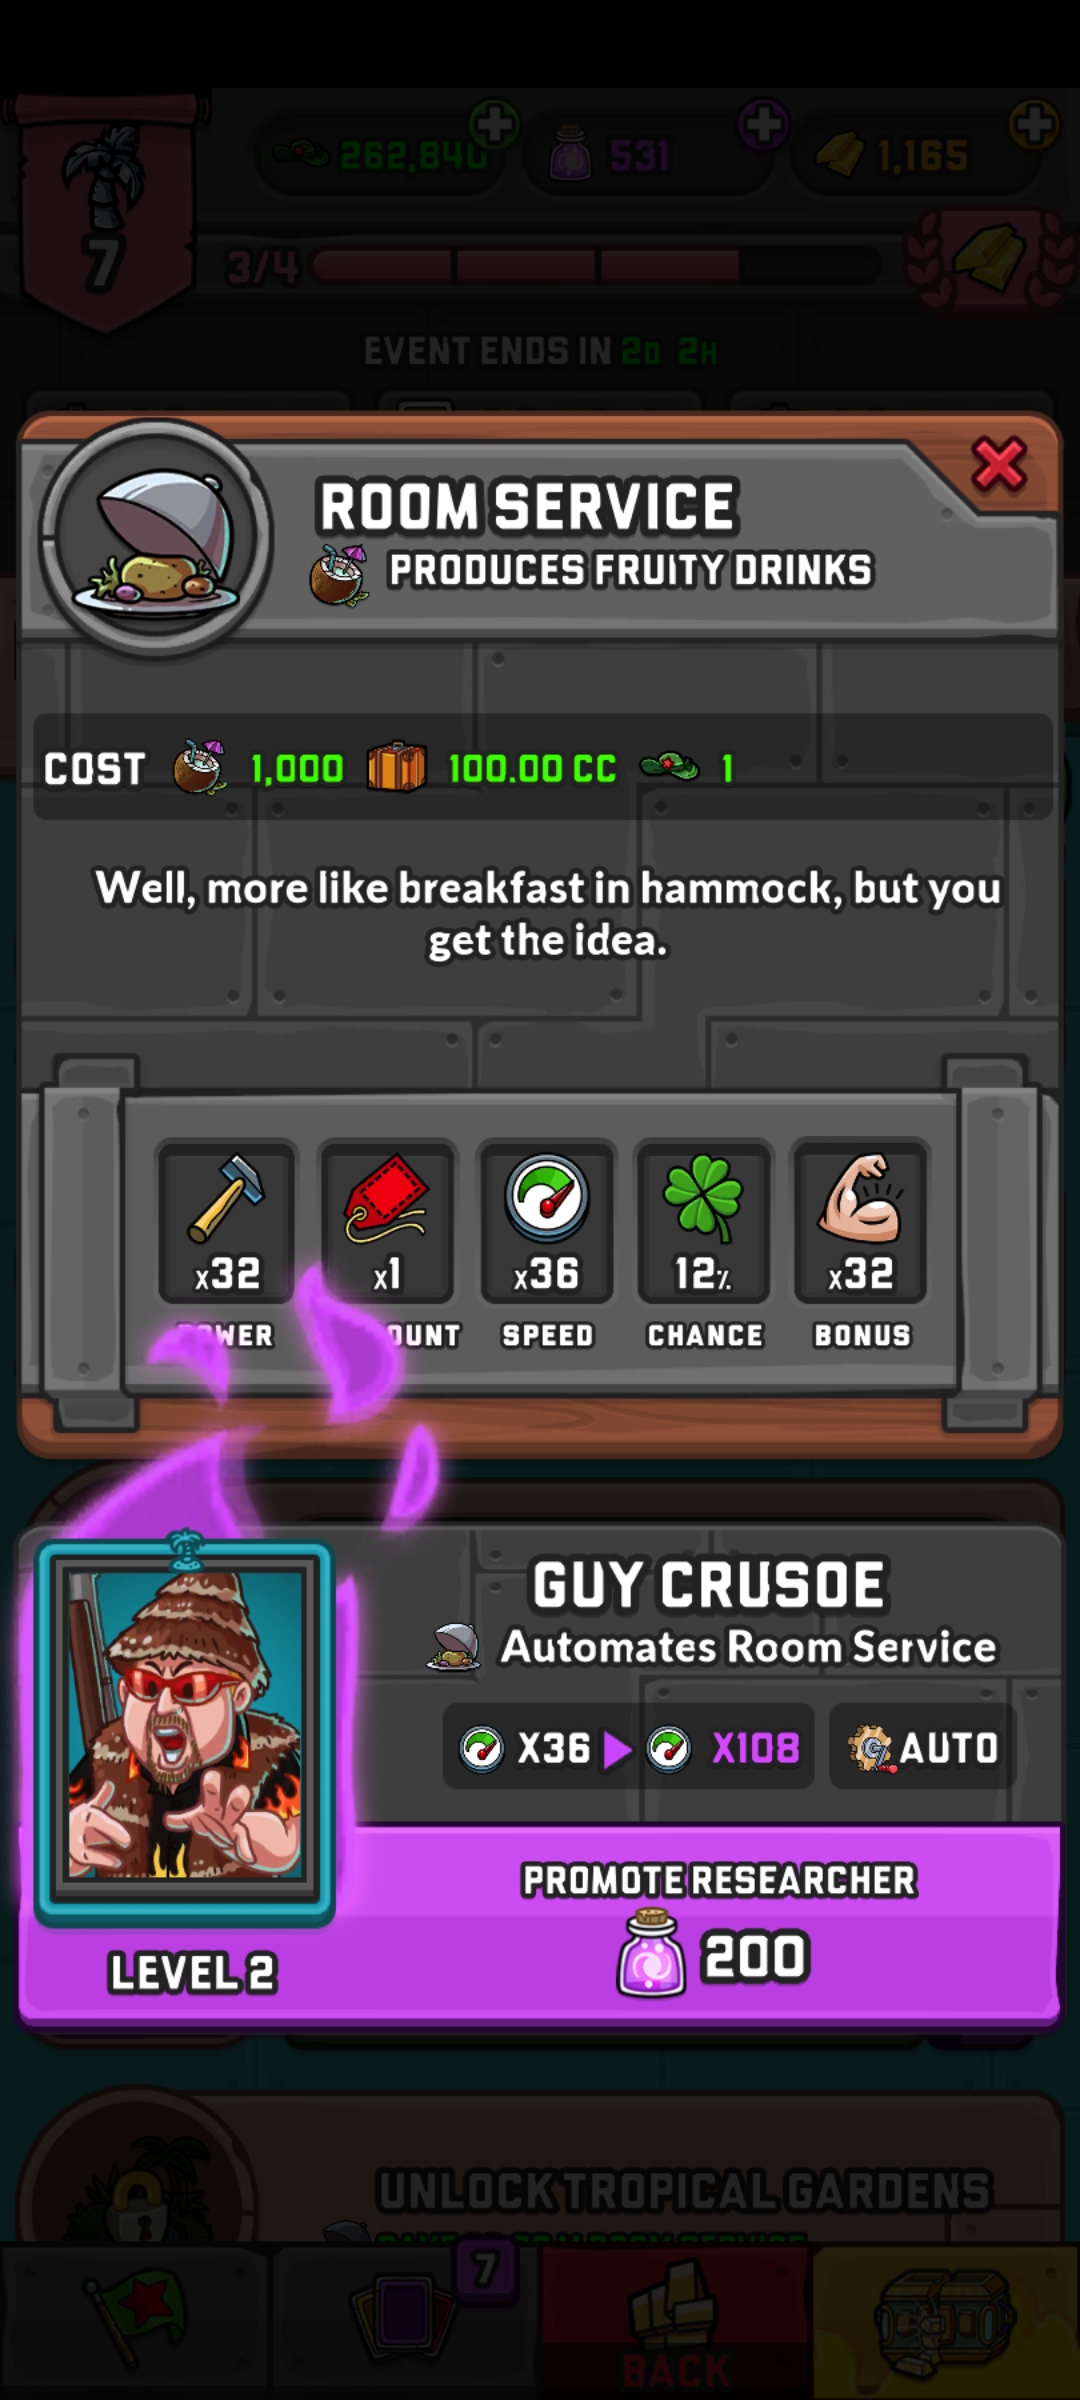 262,840
531
1,165
7
3/4
EVENT ENDS IN 2D 2H
ROOM SERVICE
PRODUCES FRUITY DRINKS
COST 1,000 100.00 CC 1
Well, more like breakfast in hammock, but you
get the idea.
x32 x1 x36 12% x32
POWER SPEED CHANCE BONUS
GUY CRUSOE
Automates Room Service
X36 X108 AUTO
PROMOTE RESEARCHER
LEVEL 2
200
UNLOCK TROPICAL GARDENS
7
BACK